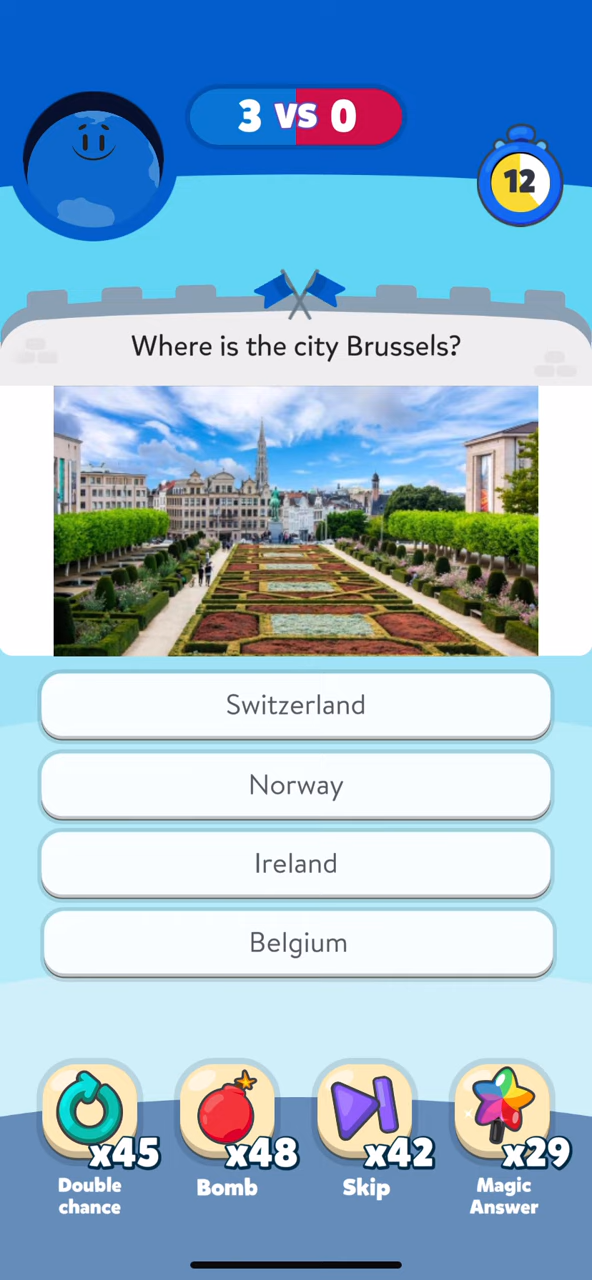 3 VS 0
12
Where is the city Brussels?
Switzerland
Norway
Ireland
Belgium
x45
x48
x42
x29
Double
chance
Bomb
Skip
Magic
Answer